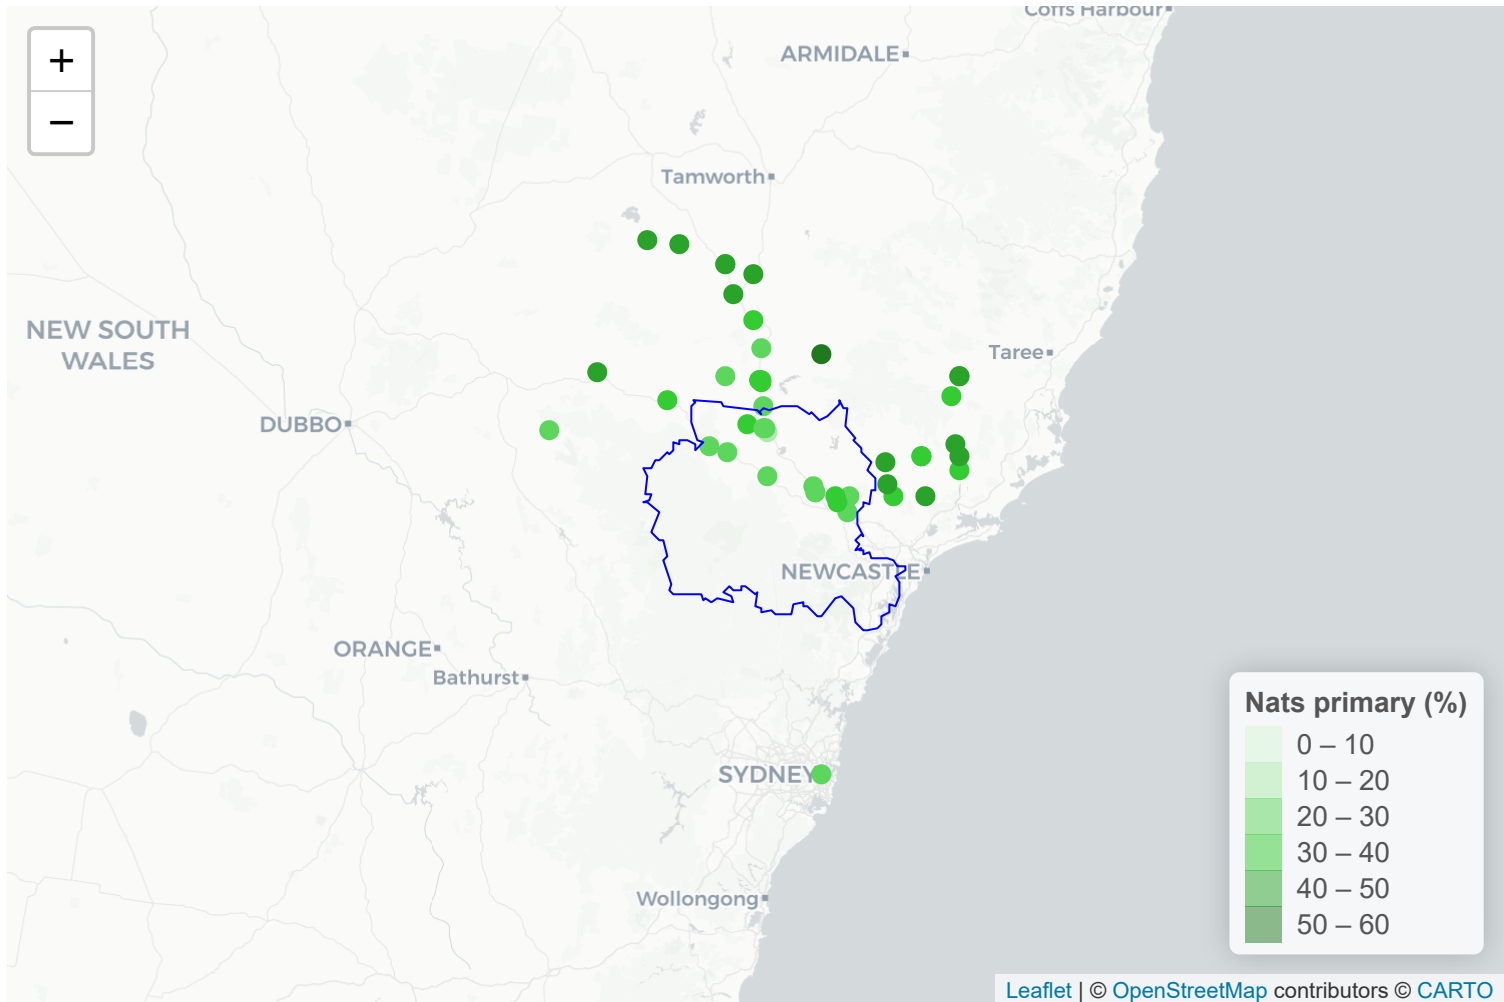 Coffs Harbour
+
ARMIDALE
−
Tamworth
NEW SOUTH
WALES
Taree
DUBBO
NEWCASTLE
ORANGE
Bathurst
Nats primary (%)
0 – 10
SYDNEY
10 – 20
20 – 30
30 – 40
40 – 50
Wollongong
50 – 60
Leaflet | © OpenStreetMap contributors © CARTO